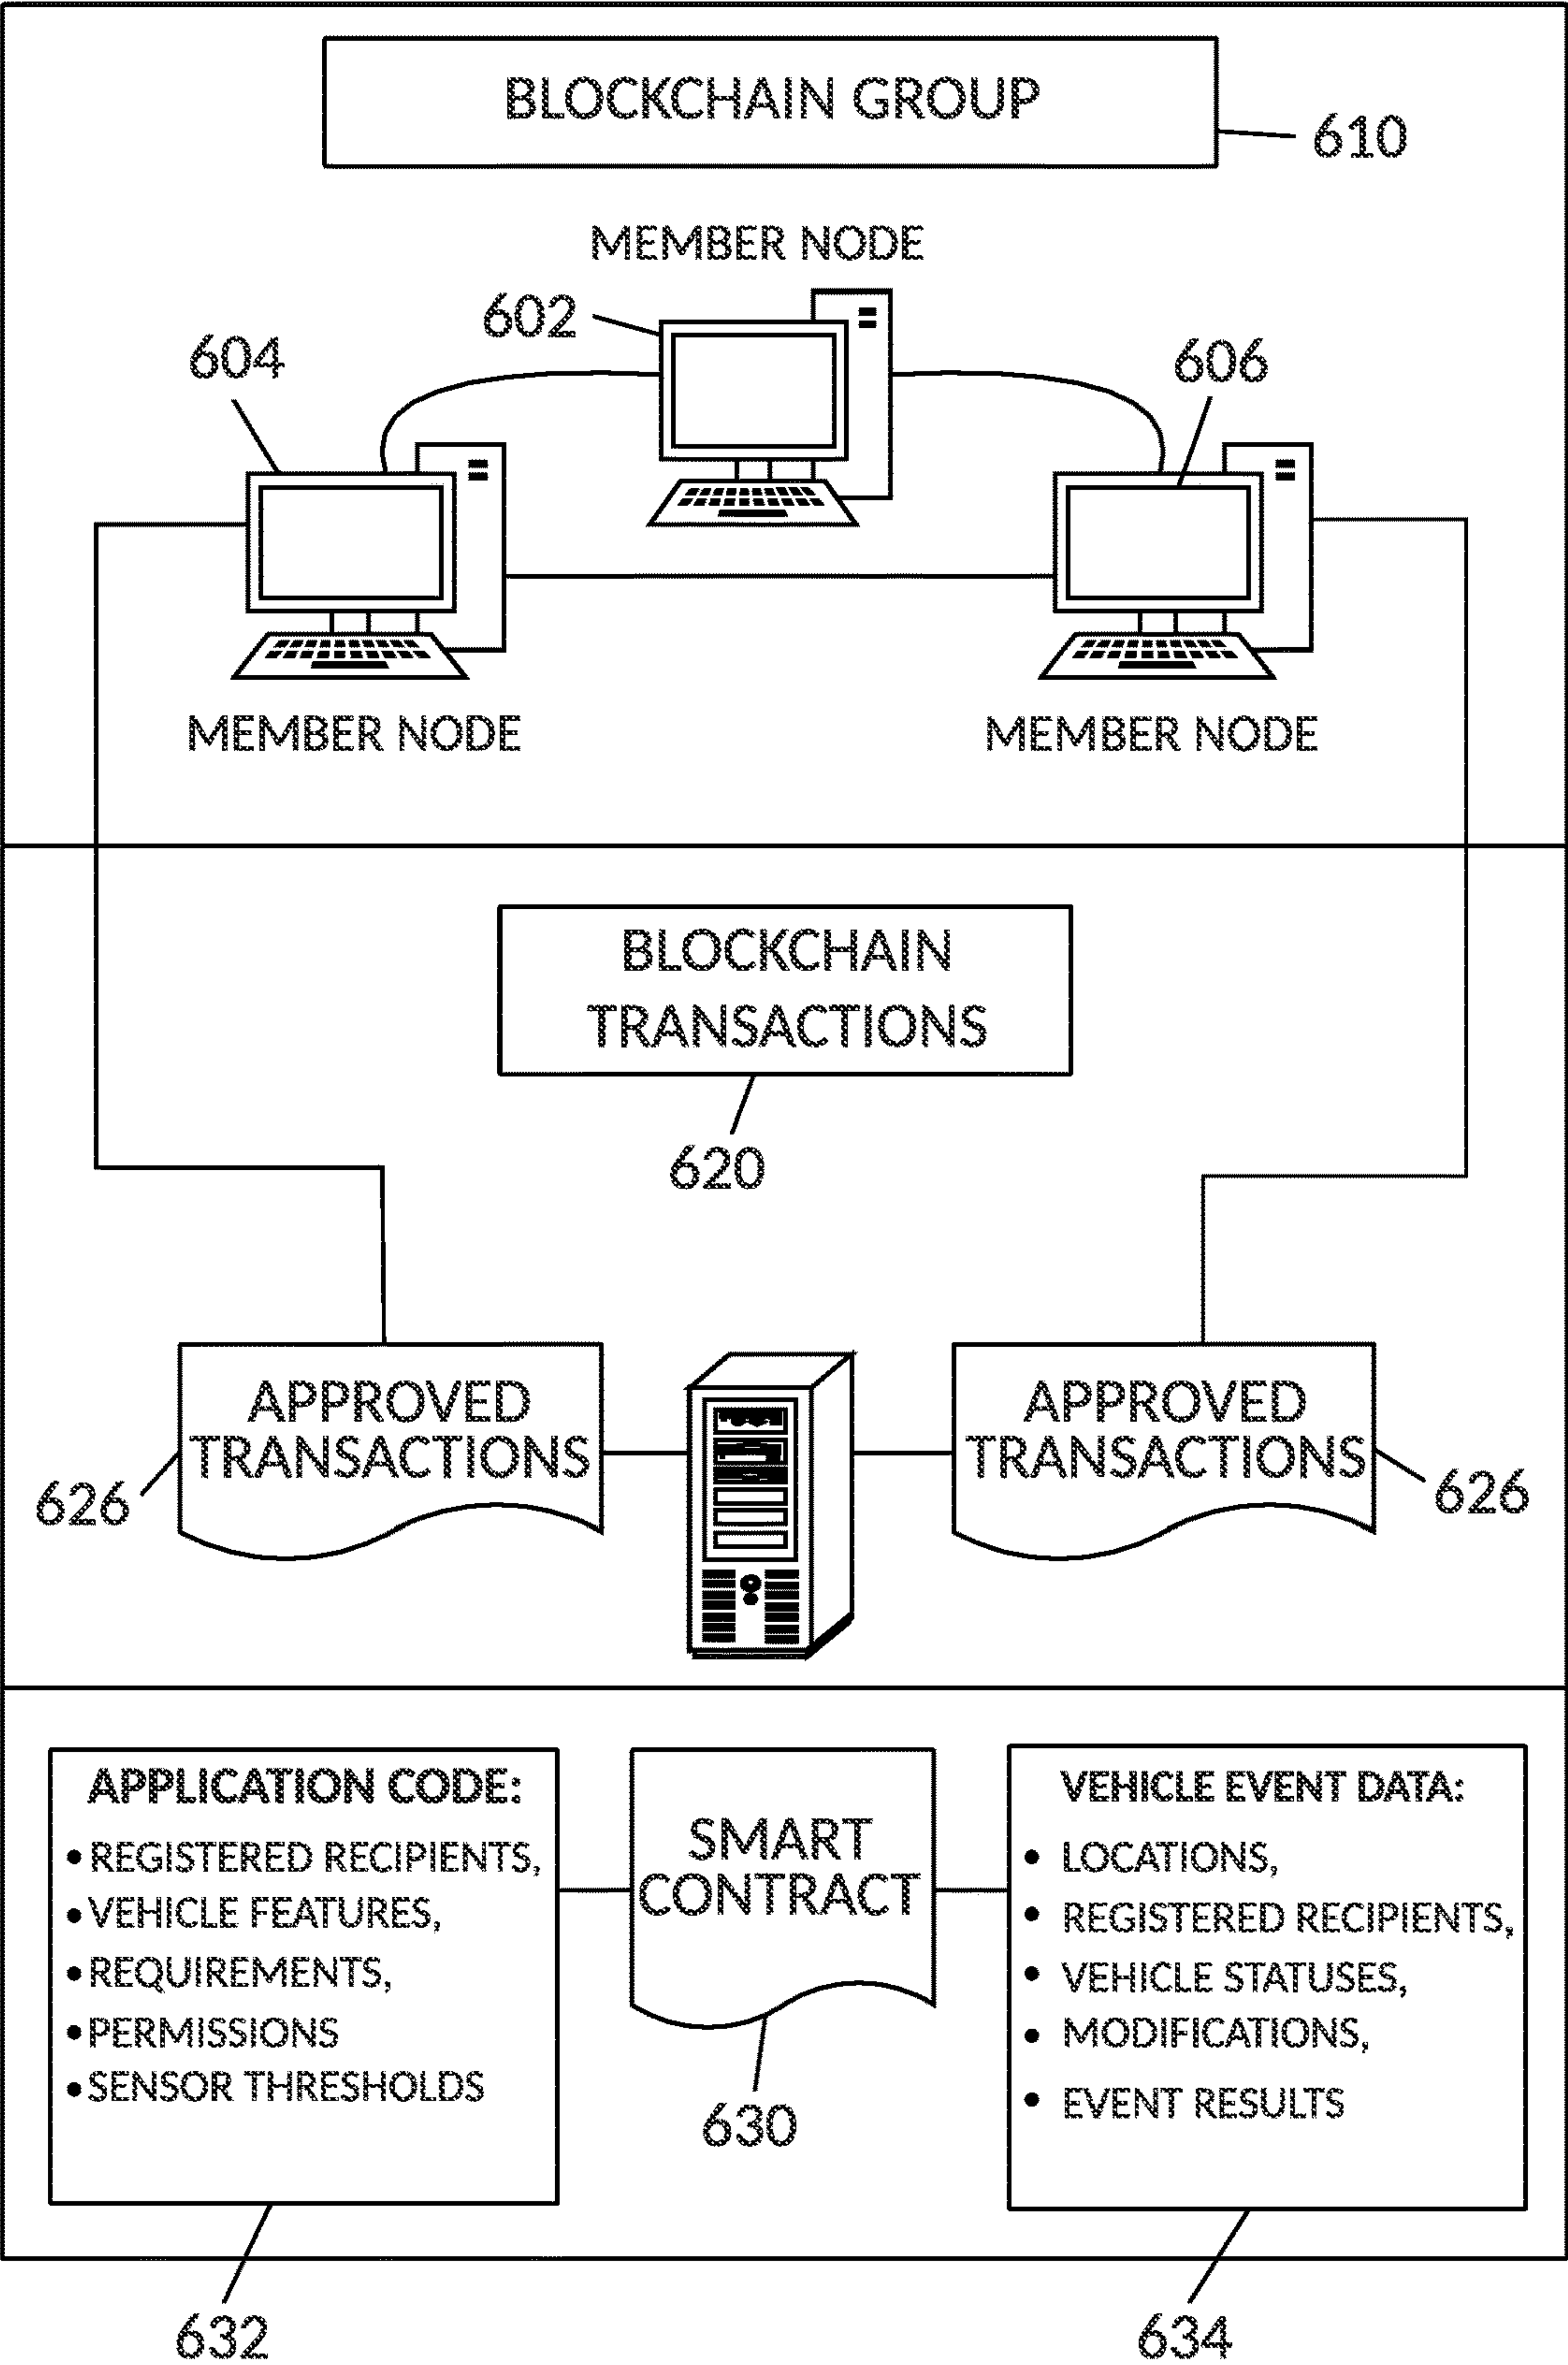 BLOCKCHAIN GROUP
610
MEMBER NODE
602
604
606
MEMBER NODE
MEMBER NODE
BLOCKCHAIN
TRANSACTIONS
620
APPROVED
TRANSACTIONS
626
APPROVED
TRANSACTIONS
626
APPLICATION CODE:
• REGISTERED RECIPIENTS,
• VEHICLE FEATURES,
• REQUIREMENTS,
• PERMISSIONS
• SENSOR THRESHOLDS
632
SMART
CONTRACT
630
VEHICLE EVENT DATA:
• LOCATIONS,
• REGISTERED RECIPIENTS,
• VEHICLE STATUSES,
• MODIFICATIONS,
• EVENT RESULTS
634